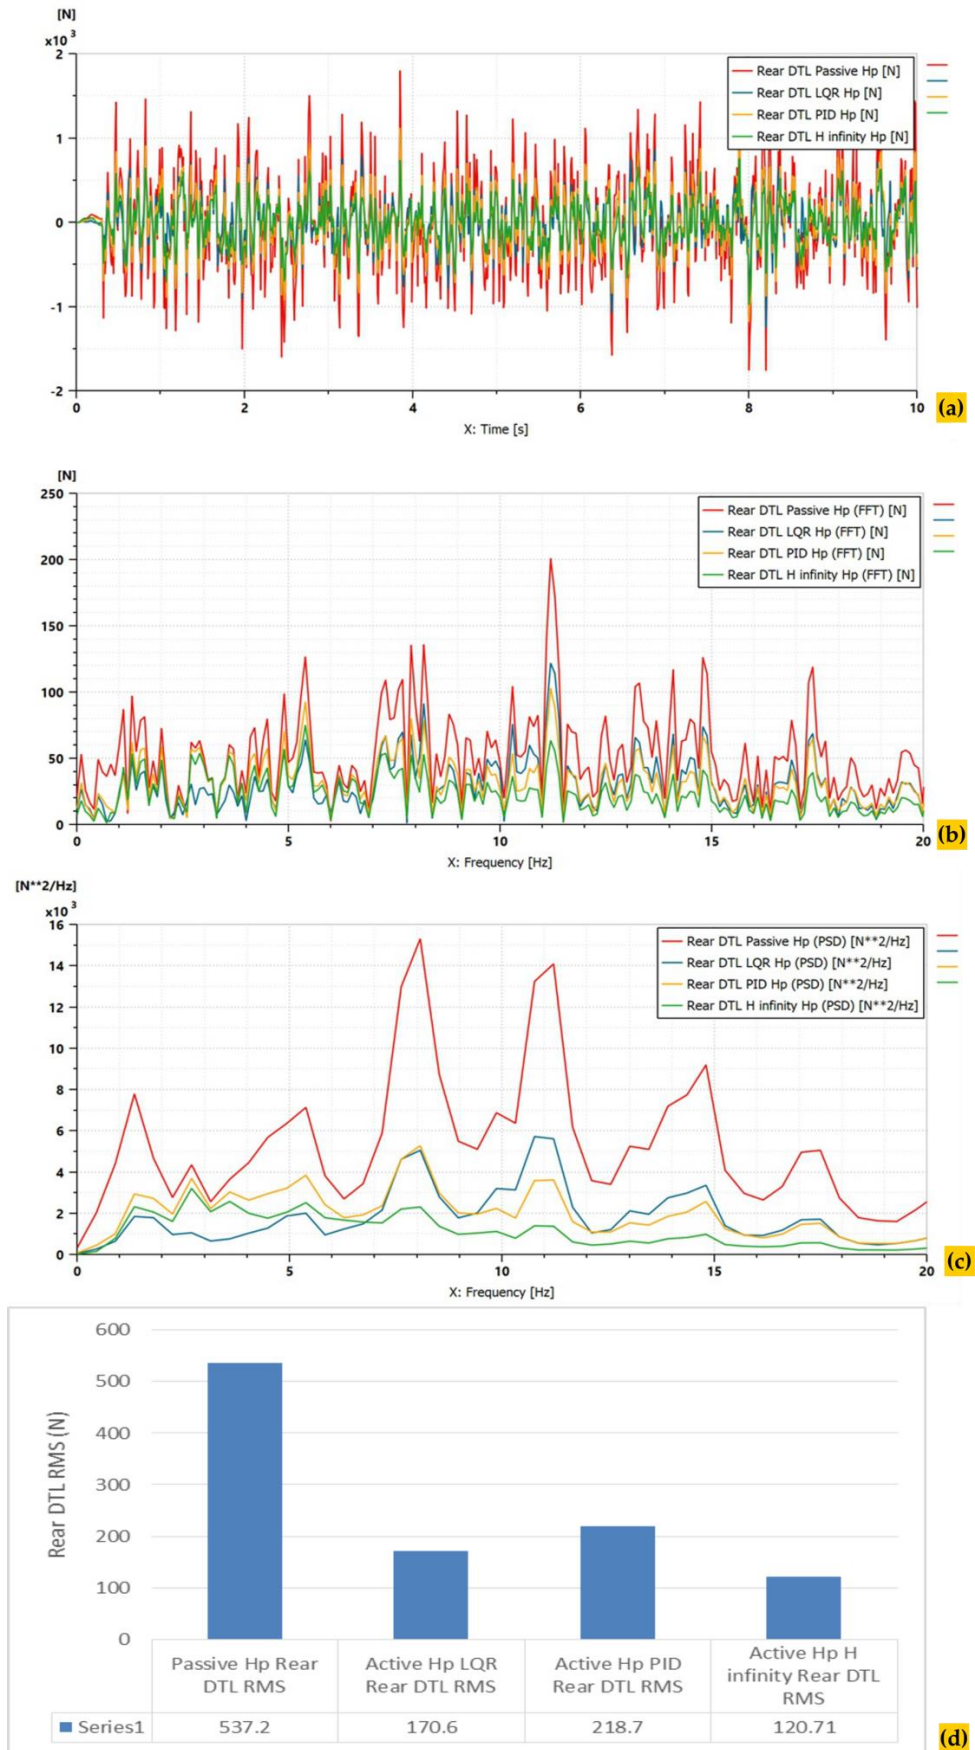 [N]
x10 3
2
1
0
-1
-2
0
2
4
6
8
10
X: Time [s]
Rear DTL Passive Hp [N]
Rear DTL LQR Hp [N]
Rear DTL PID Hp [N]
Rear DTL H infinity Hp [N]
(a)
[N]
250
200
150
100
50
0
0
5
10
15
20
X: Frequency [Hz]
Rear DTL Passive Hp (FFT) [N]
Rear DTL LQR Hp (FFT) [N]
Rear DTL PID Hp (FFT) [N]
Rear DTL H infinity Hp (FFT) [N]
(b)
[N**2/Hz]
x10 3
16
14
12
10
8
6
4
2
0
0
5
10
15
20
X: Frequency [Hz]
Rear DTL Passive Hp (PSD) [N**2/Hz]
Rear DTL LQR Hp (PSD) [N**2/Hz]
Rear DTL PID Hp (PSD) [N**2/Hz]
Rear DTL H infinity Hp (PSD) [N**2/Hz]
(c)
Rear DTL RMS (N)
600
500
400
300
200
100
0
Passive Hp Rear
DTL RMS
Active Hp LQR
Rear DTL RMS
Active Hp PID
Rear DTL RMS
Active Hp H
infinity Rear DTL
RMS
Series1
537.2
170.6
218.7
120.71
(d)